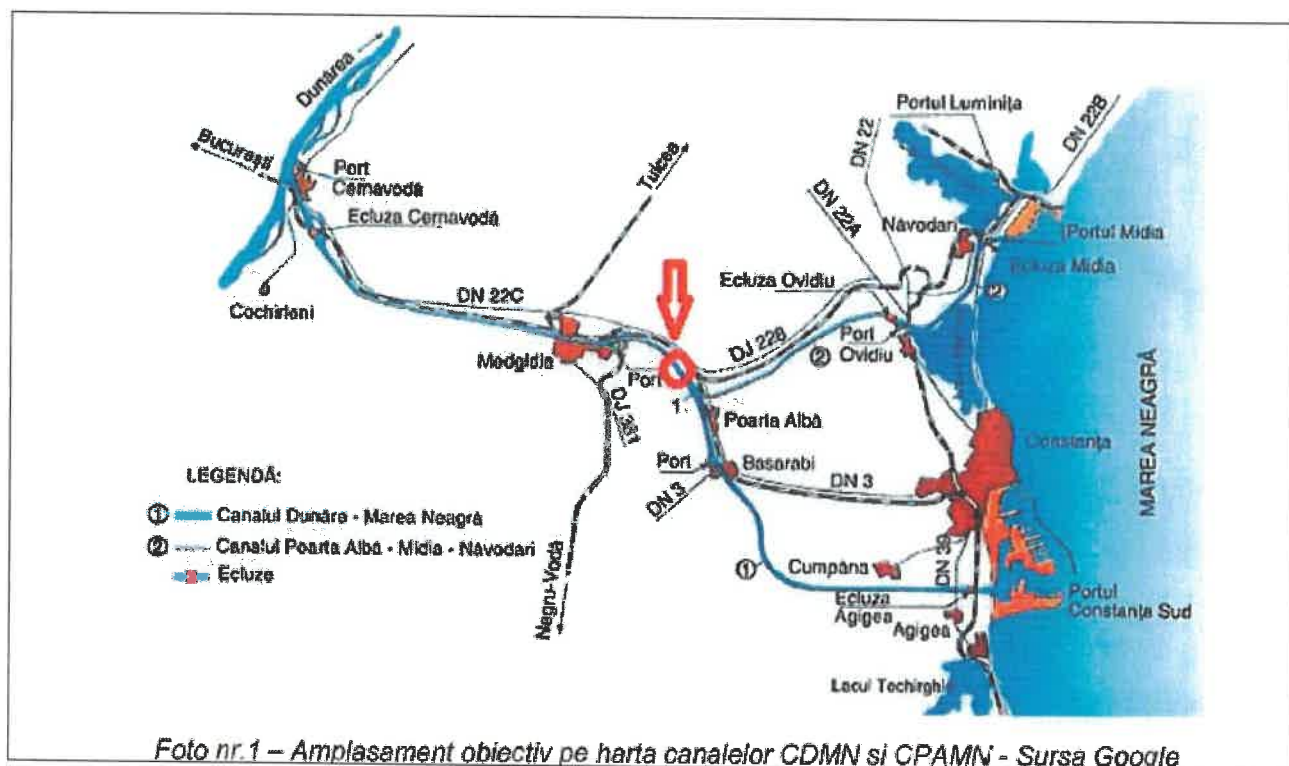 Dunărea
București
Port
Cernavodă
Ecluza Cernavodă
Cochirleni
DN 22C
Tulcea
Medgidia
Port
DJ 381
Negru-Vodă
1
Poarta Albă
Port
Basarabi
DN 3
DN 3
DJ 228
Ecluza Ovidiu
Port
Ovidiu
②
DN 22A
DN 22
Portul Luminița
DN 22B
Năvodari
Portul Midia
Ecluza Midia
②
Constanța
MAREA NEAGRĂ
①
Cumpăna
DN 39
Ecluza
Agigea
Agigea
Portul
Constanța Sud
Lacul Techirghi
LEGENDĂ:
① Canalul Dunăre - Marea Neagră
② Canalul Poarta Albă - Midia - Năvodari
Ecluze
Foto nr.1 – Amplasament obiectiv pe harta canalelor CDMN si CPAMN - Sursa Google